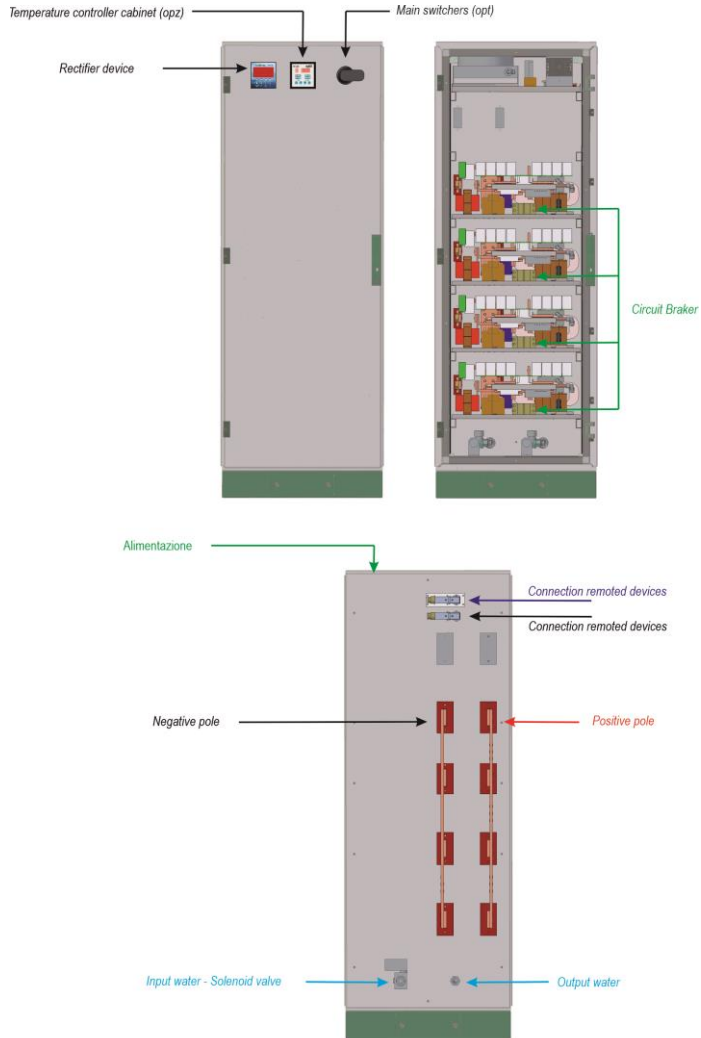 Temperature controller cabinet (opz)
Main switchers (opt)
Rectifier device
Circuit Braker
Alimentazione
Connection remoted devices
Connection remoted devices
Negative pole
Positive pole
Input water - Solenoid valve
Output water